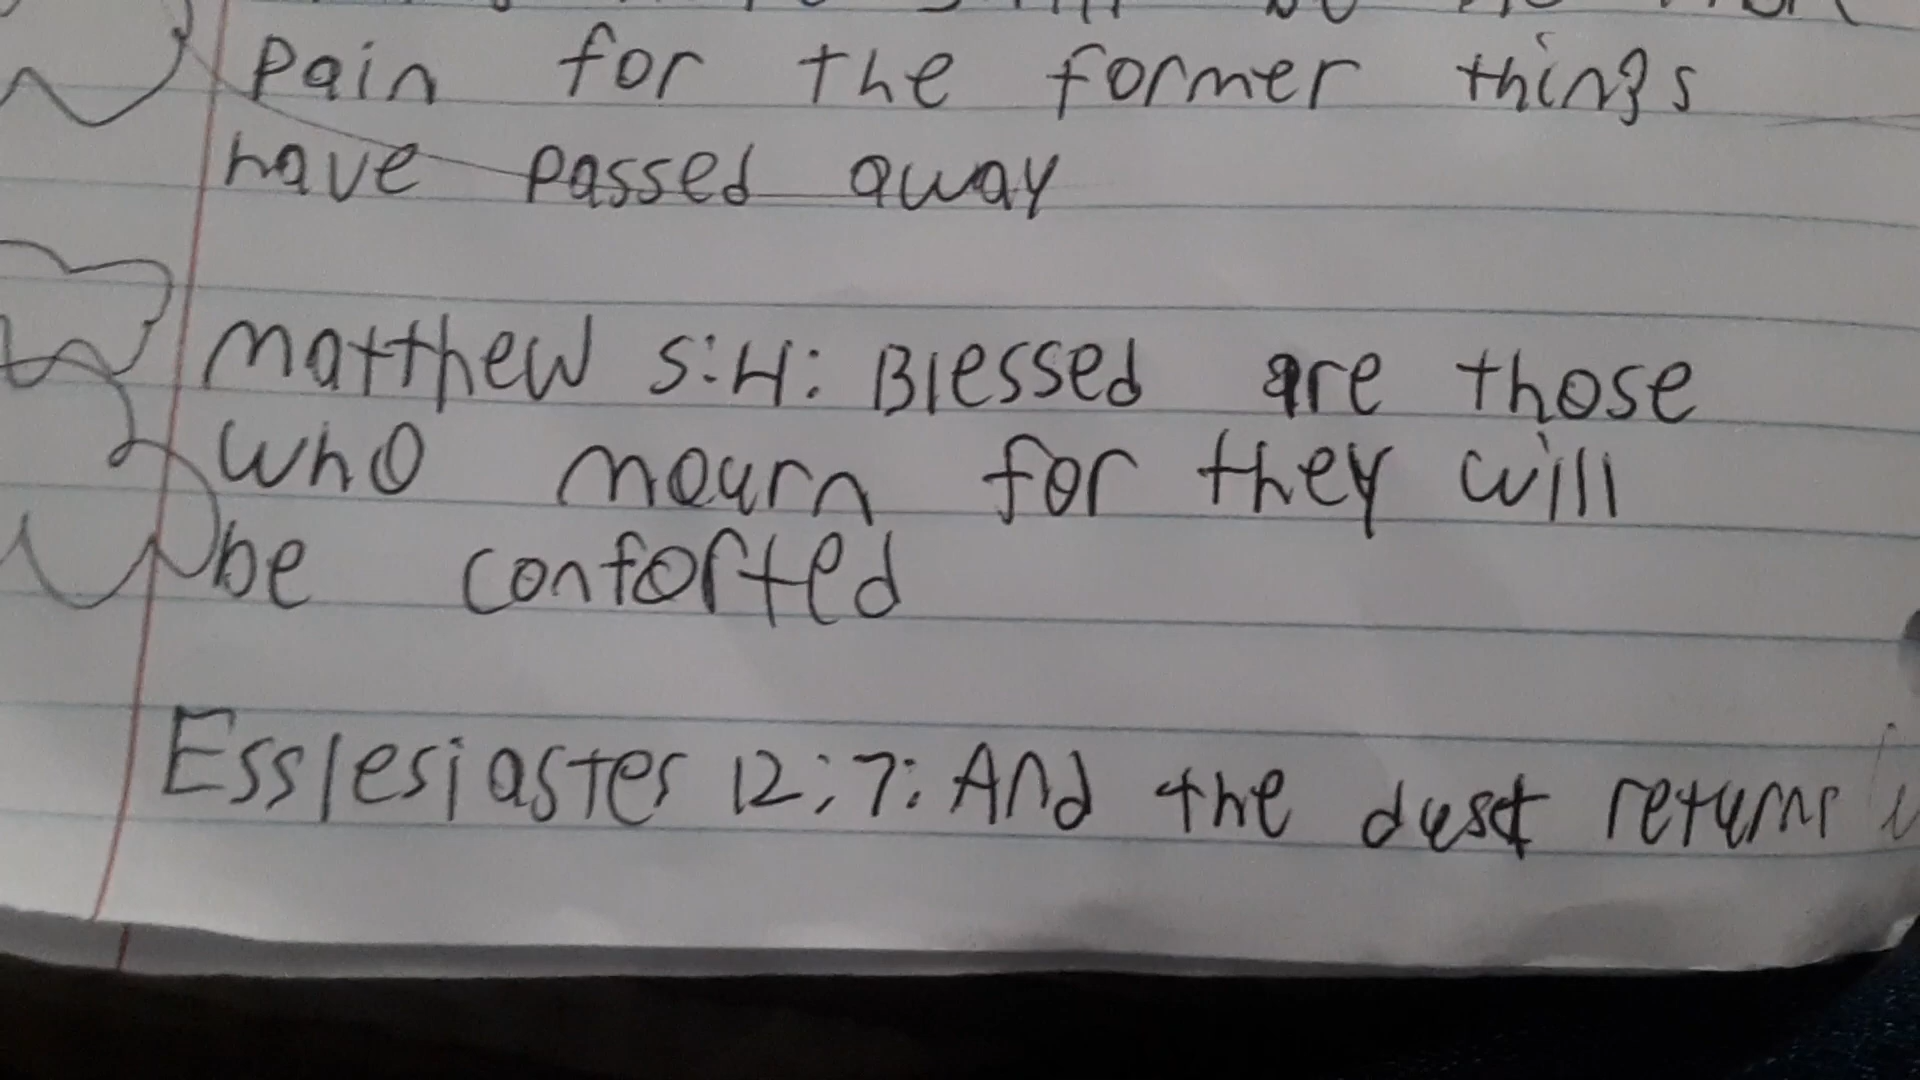 Pain for the former things
have passed away
Matthew 5:4: Blessed are those
who mourn for they will
be conforted
Esslesiastes 12:7: And the dust returns